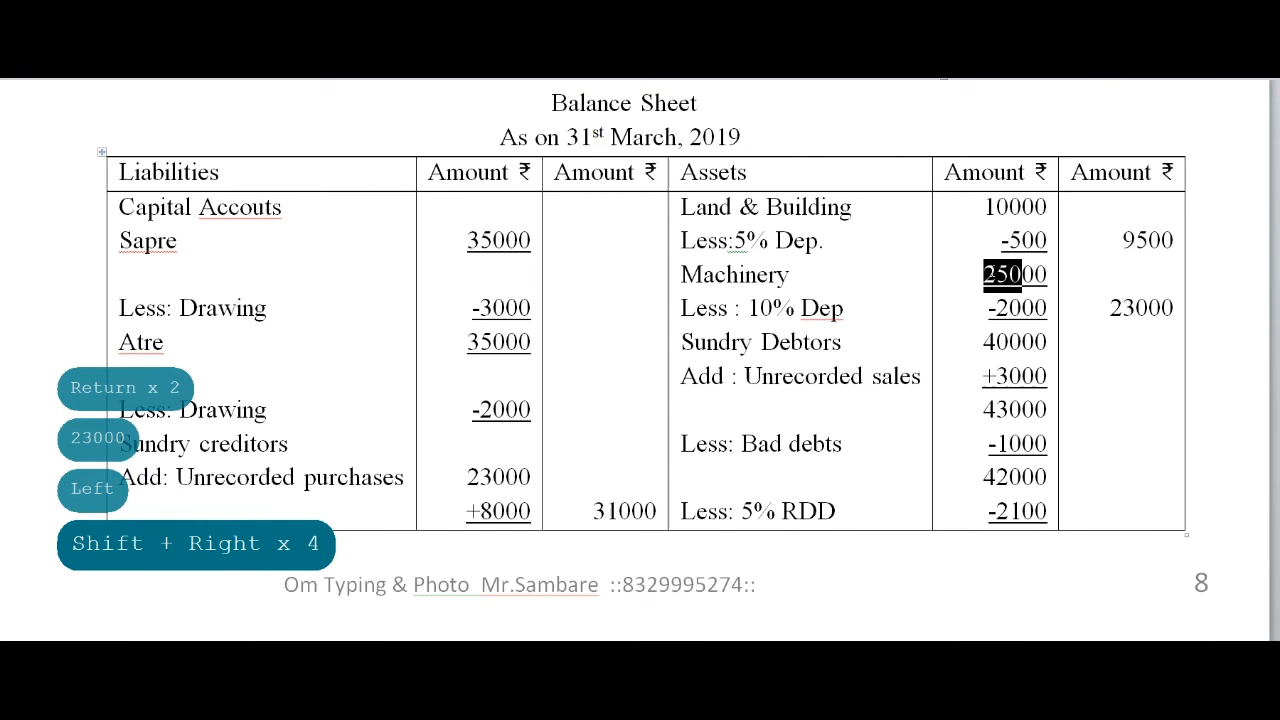 Balance Sheet
As on 31st March, 2019
Liabilities Amount ₹ Amount ₹ Assets Amount ₹ Amount ₹
Capital Accouts Land & Building 10000
Sapre 35000 Less:5% Dep. -500 9500
Machinery 25000
Less: Drawing -3000 Less : 10% Dep -2000 23000
Atre 35000 Sundry Debtors 40000
Return x 2 Add : Unrecorded sales +3000
Less: Drawing -2000 43000
23000 Sundry creditors Less: Bad debts -1000
Left Add: Unrecorded purchases 23000 42000
+8000 31000 Less: 5% RDD -2100
Shift + Right x 4
Om Typing & Photo Mr.Sambare ::8329995274:: 8